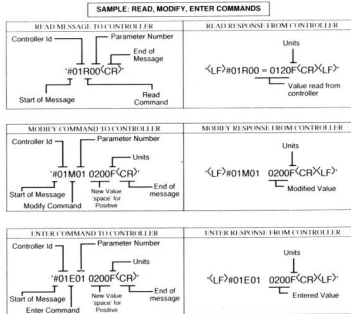 SAMPLE: READ, MODIFY, ENTER COMMANDS
READ MESSAGE TO CONTROLLER
Controller Id
Parameter Number
End of
Message
'#01R00<CR>'
Start of Message
Read
Command
READ RESPONSE FROM CONTROLLER
Units
<LF>#01R00 = 0120F<CR><LF>'
Value read from
controller
MODIFY COMMAND TO CONTROLLER
Controller Id
Parameter Number
Units
'#01M01 0200F<CR>'
Start of Message
Modify Command
New Value
'space' for
Positive
End of
message
MODIFY RESPONSE FROM CONTROLLER
Units
<LF>#01M01 0200F<CR><LF>'
Modified Value
ENTER COMMAND TO CONTROLLER
Controller Id
Parameter Number
Units
'#01E01 0200F<CR>'
Start of Message
Enter Command
New Value
'space' for
Positive
End of
message
ENTER RESPONSE FROM CONTROLLER
Units
<LF>#01E01 0200F<CR><LF>'
Entered Value